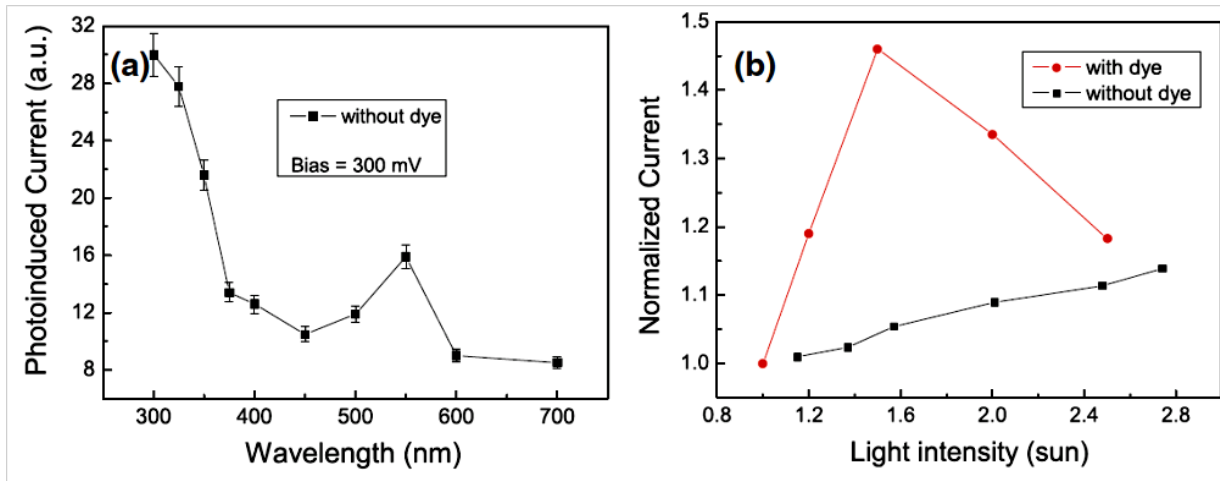 (a)
Photoinduced Current (a.u.)
32
28
24
20
16
12
8
without dye
Bias = 300 mV
300 400 500 600 700
Wavelength (nm)
(b)
Normalized Current
1.5
1.4
1.3
1.2
1.1
1.0
with dye
without dye
0.8 1.2 1.6 2.0 2.4 2.8
Light intensity (sun)